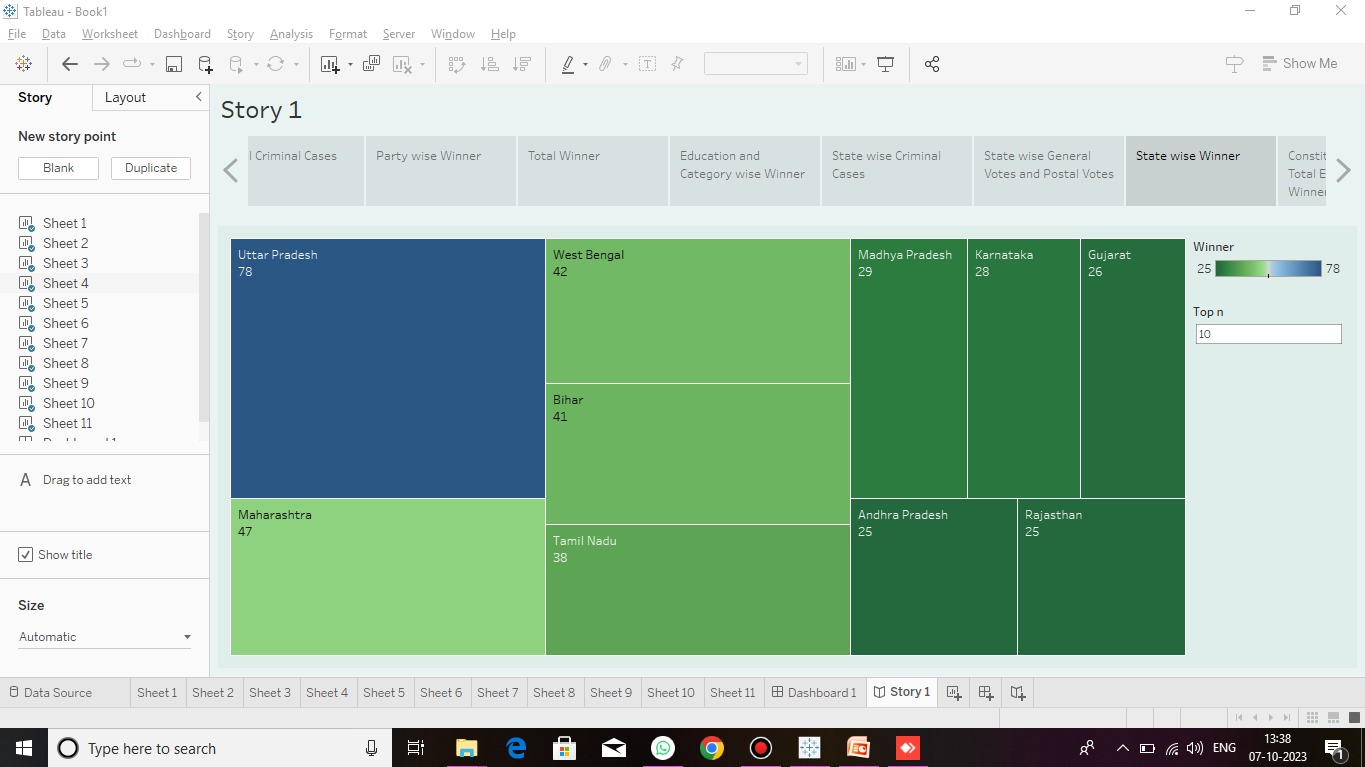 Tableau - Book1
File Data Worksheet Dashboard Story Analysis Format Server Window Help
Show Me
Story Layout
New story point
Blank Duplicate
Sheet 1
Sheet 2
Sheet 3
Sheet 4
Sheet 5
Sheet 6
Sheet 7
Sheet 8
Sheet 9
Sheet 10
Sheet 11
A Drag to add text
Show title
Size
Automatic
Story 1
l Criminal Cases
Party wise Winner
Total Winner
Education and
Category wise Winner
State wise Criminal
Cases
State wise General
Votes and Postal Votes
State wise Winner
Constit
Total E
Winner
Uttar Pradesh
78
Maharashtra
47
West Bengal
42
Bihar
41
Tamil Nadu
38
Madhya Pradesh
29
Karnataka
28
Gujarat
26
Andhra Pradesh
25
Rajasthan
25
Winner
25 78
Top n
10
Data Source Sheet 1 Sheet 2 Sheet 3 Sheet 4 Sheet 5 Sheet 6 Sheet 7 Sheet 8 Sheet 9 Sheet 10 Sheet 11 Dashboard 1 Story 1
Type here to search
ENG
13:38
07-10-2023
1